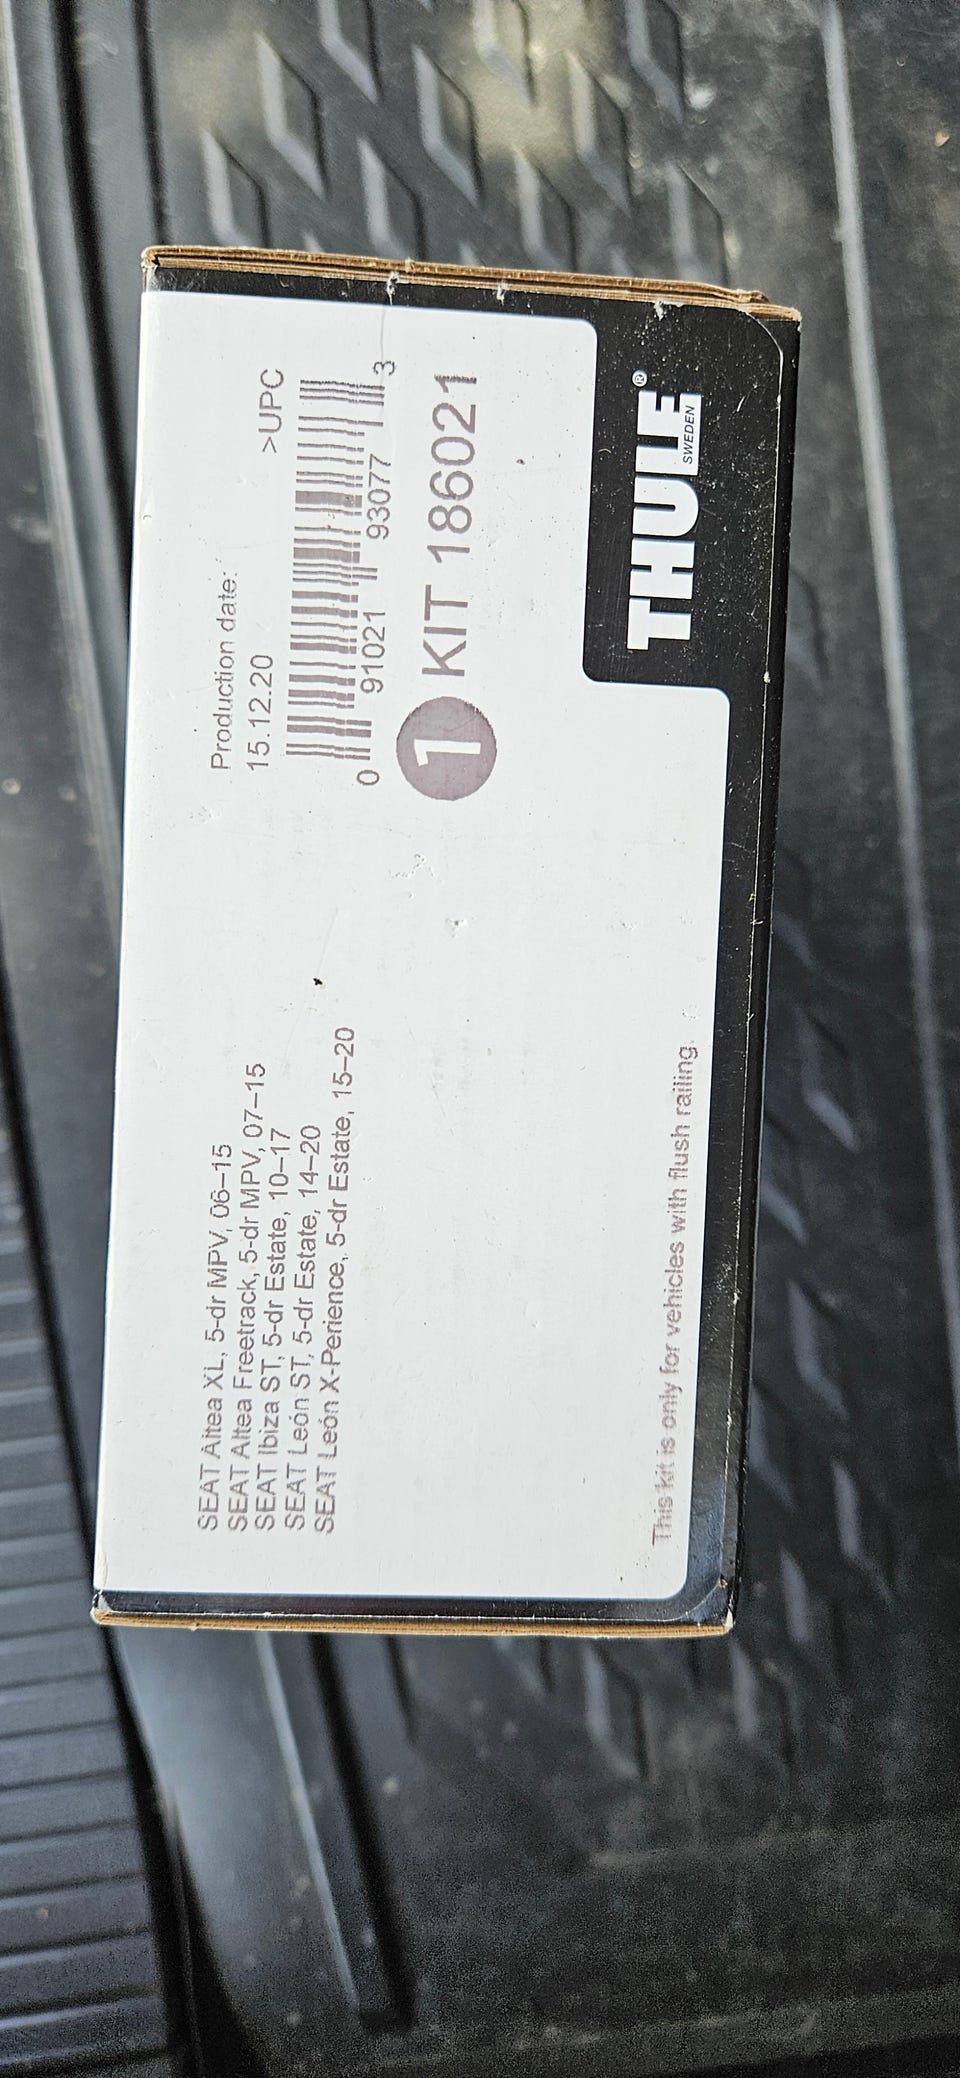 SEAT Altea XL, 5-dr MPV, 06–15
SEAT Altea Freetrack, 5-dr MPV, 07–15
SEAT Ibiza ST, 5-dr Estate, 10–17
SEAT León ST, 5-dr Estate, 14–20
SEAT León X-Perience, 5-dr Estate, 15–20
This kit is only for vehicles with flush railing.
Production date:
15.12.20
>UPC
0 91021 93077 3
1 KIT 186021
THULE®
SWEDEN